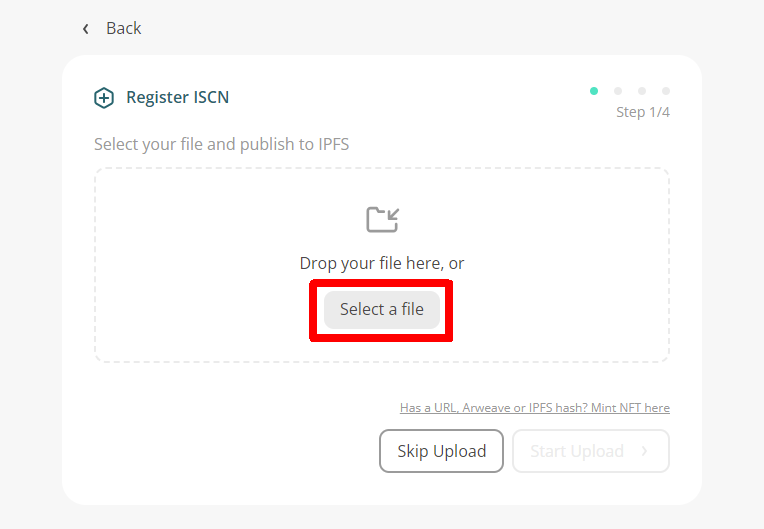 Back
Register ISCN
Step 1/4
Select your file and publish to IPFS
Drop your file here, or
Select a file
Has a URL, Arweave or IPFS hash? Mint NFT here
Skip Upload
Start Upload